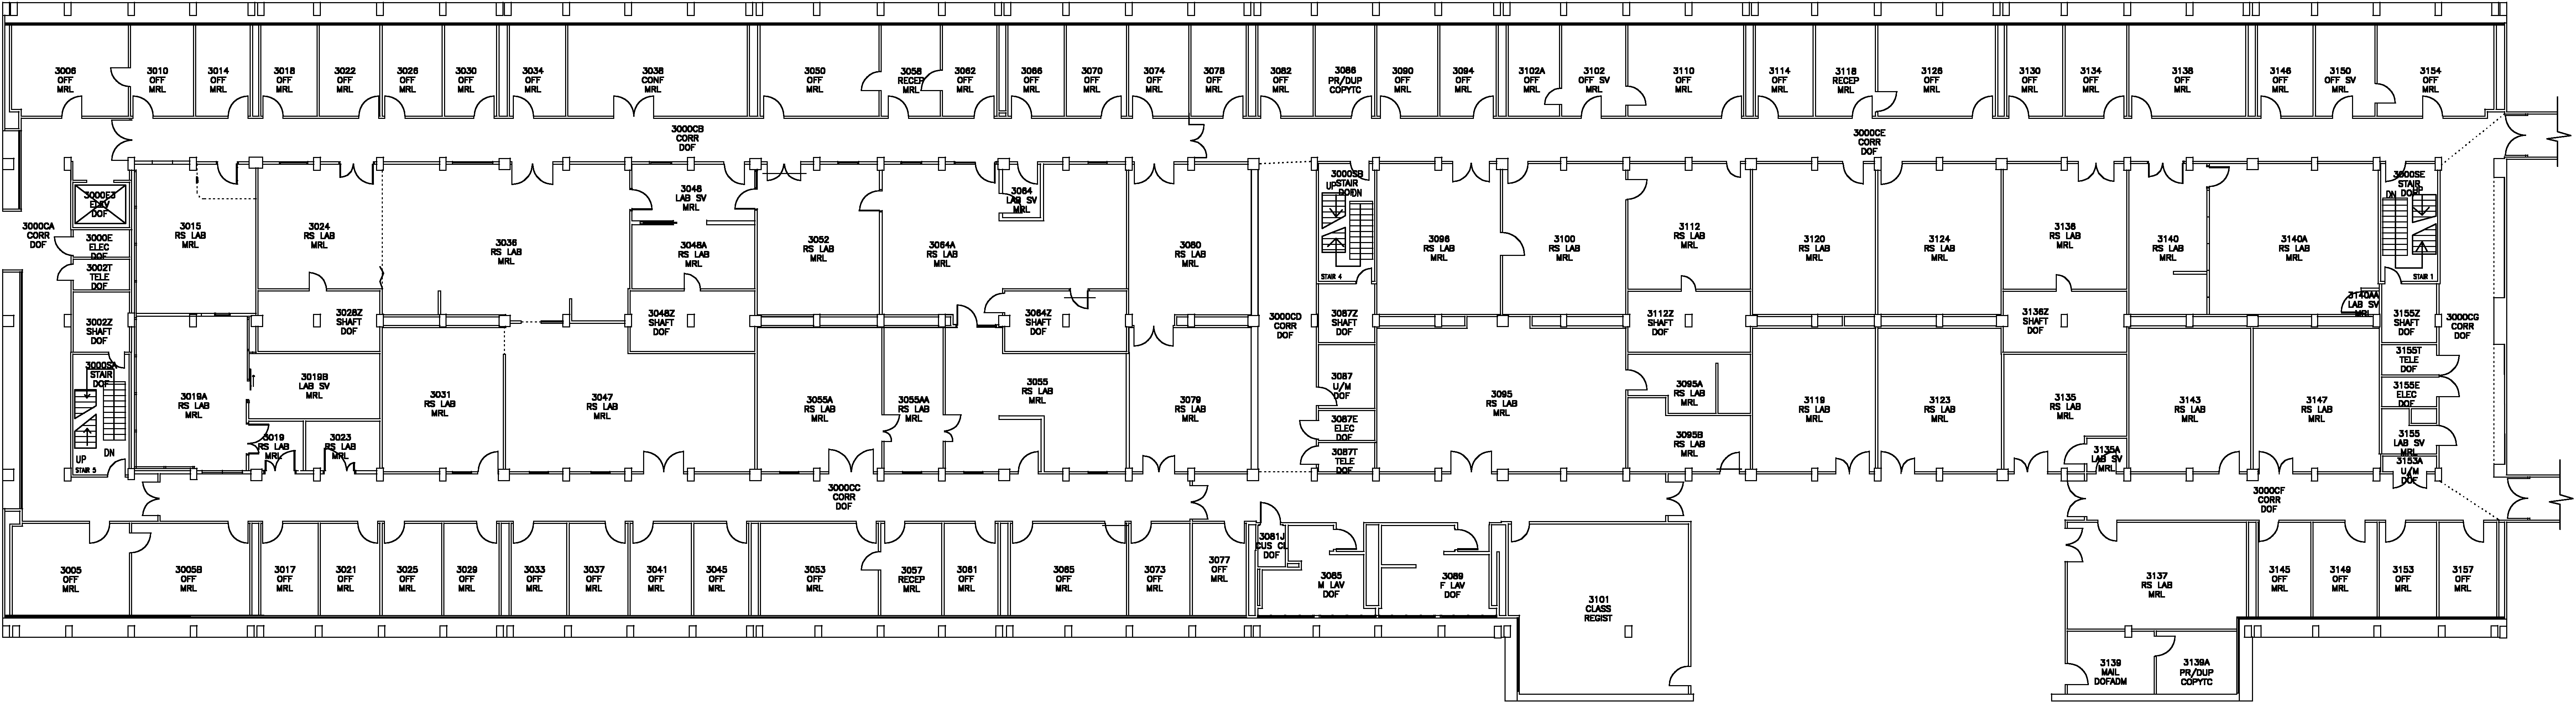 3006
OFF
MRL
3010
OFF
MRL
3014
OFF
MRL
3018
OFF
MRL
3022
OFF
MRL
3026
OFF
MRL
3030
OFF
MRL
3034
OFF
MRL
3038
CONF
MRL
3050
OFF
MRL
3058
RECEP
MRL
3062
OFF
MRL
3066
OFF
MRL
3070
OFF
MRL
3074
OFF
MRL
3078
OFF
MRL
3082
OFF
MRL
3086
PR/DUP
COPYTC
3090
OFF
MRL
3094
OFF
MRL
3102A
OFF
MRL
3102
OFF SV
MRL
3110
OFF
MRL
3114
OFF
MRL
3118
RECEP
MRL
3126
OFF
MRL
3130
OFF
MRL
3134
OFF
MRL
3138
OFF
MRL
3146
OFF
MRL
3150
OFF SV
MRL
3154
OFF
MRL
3000CB
CORR
DOF
3000CE
CORR
DOF
3000CA
CORR
DOF
ELEV
DOF
3000E
ELEC
DOF
3002T
TELE
DOF
3002Z
SHAFT
DOF
3000SA
STAIR
DOF
UP
DN
STAIR 5
3015
RS LAB
MRL
3024
RS LAB
MRL
3036
RS LAB
MRL
3048
LAB SV
MRL
3048A
RS LAB
MRL
3052
RS LAB
MRL
3064A
RS LAB
MRL
3064
LAB SV
MRL
3080
RS LAB
MRL
3028Z
SHAFT
DOF
3048Z
SHAFT
DOF
3064Z
SHAFT
DOF
3000CD
CORR
DOF
3000SB
STAIR
DOF
UP
DN
STAIR 4
3087Z
SHAFT
DOF
3087
U/M
DOF
3087E
ELEC
DOF
3087T
TELE
DOF
3096
RS LAB
MRL
3100
RS LAB
MRL
3112
RS LAB
MRL
3112Z
SHAFT
DOF
3120
RS LAB
MRL
3124
RS LAB
MRL
3136
RS LAB
MRL
3136Z
SHAFT
DOF
3140
RS LAB
MRL
3140A
RS LAB
MRL
3140AA
LAB SV
MRL
3000SE
STAIR
DOF
DN
UP
STAIR 1
3155Z
SHAFT
DOF
3000CG
CORR
DOF
3155T
TELE
DOF
3155E
ELEC
DOF
3155
LAB SV
MRL
3153A
U/M
DOF
3019A
RS LAB
MRL
3019B
LAB SV
MRL
3019
RS LAB
MRL
3023
RS LAB
MRL
3031
RS LAB
MRL
3047
RS LAB
MRL
3055A
RS LAB
MRL
3055AA
RS LAB
MRL
3055
RS LAB
MRL
3079
RS LAB
MRL
3095
RS LAB
MRL
3095A
RS LAB
MRL
3095B
RS LAB
MRL
3119
RS LAB
MRL
3123
RS LAB
MRL
3135
RS LAB
MRL
3135A
LAB SV
MRL
3143
RS LAB
MRL
3147
RS LAB
MRL
3000CC
CORR
DOF
3000CF
CORR
DOF
3005
OFF
MRL
3005B
OFF
MRL
3017
OFF
MRL
3021
OFF
MRL
3025
OFF
MRL
3029
OFF
MRL
3033
OFF
MRL
3037
OFF
MRL
3041
OFF
MRL
3045
OFF
MRL
3053
OFF
MRL
3057
RECEP
MRL
3061
OFF
MRL
3065
OFF
MRL
3073
OFF
MRL
3077
OFF
MRL
3081J
CUS CL
DOF
3085
M LAV
DOF
3089
F LAV
DOF
3101
CLASS
REGIST
3137
RS LAB
MRL
3145
OFF
MRL
3149
OFF
MRL
3153
OFF
MRL
3157
OFF
MRL
3139
MAIL
DOFADM
3139A
PR/DUP
COPYTC